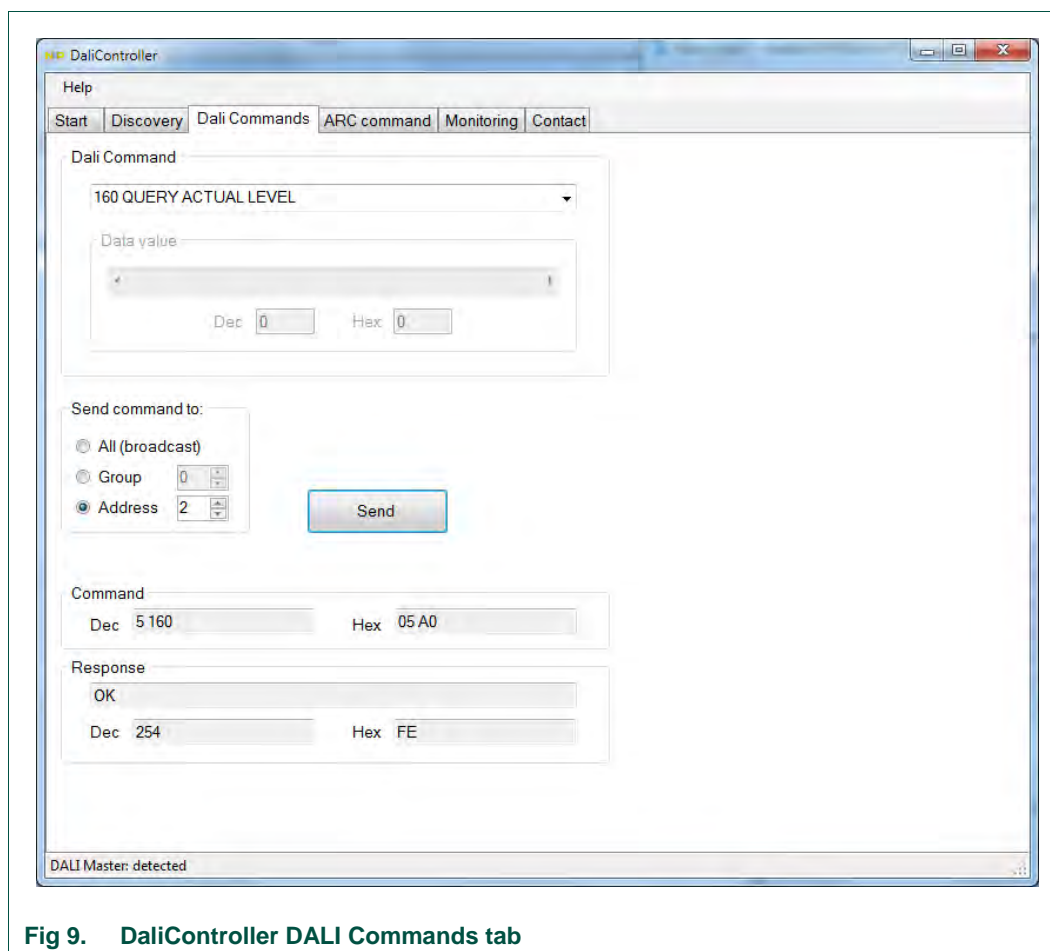 DaliController
Help
Start Discovery Dali Commands ARC command Monitoring Contact
Dali Command
160 QUERY ACTUAL LEVEL
Data value
Dec 0 Hex 0
Send command to:
All (broadcast)
Group 0
Address 2
Send
Command
Dec 5 160 Hex 05 A0
Response
OK
Dec 254 Hex FE
DALI Master: detected
Fig 9. DaliController DALI Commands tab